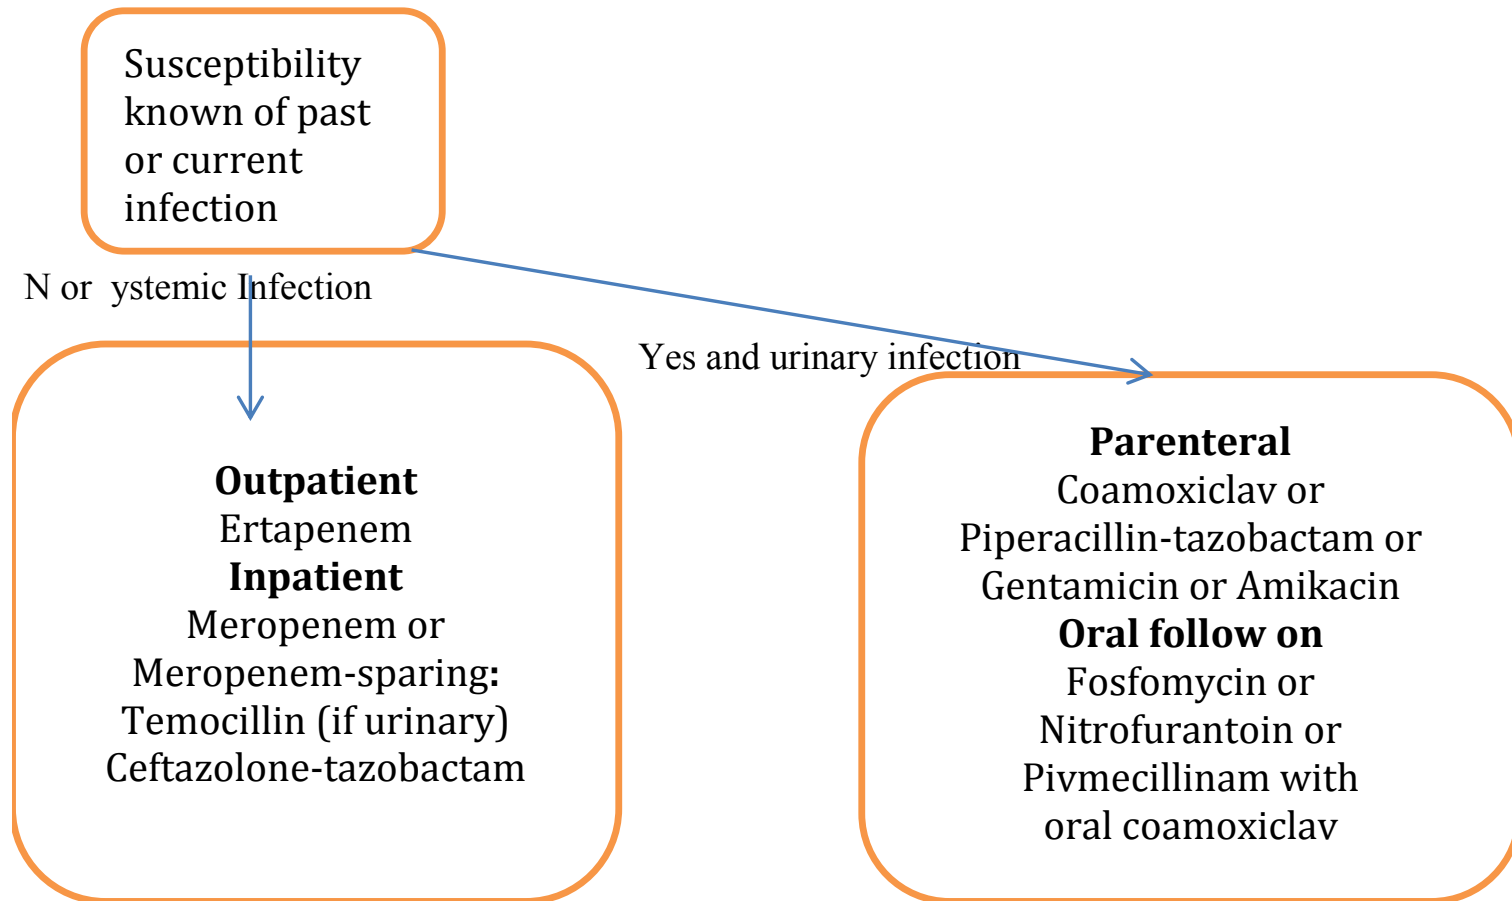 Susceptibility
known of past
or current
infection
N or  ystemic Infection
Yes and urinary infection
Outpatient
Ertapenem
Inpatient
Meropenem or
Meropenem-sparing:
Temocillin (if urinary)
Ceftazolone-tazobactam
Parenteral
Coamoxiclav or
Piperacillin-tazobactam or
Gentamicin or Amikacin
Oral follow on
Fosfomycin or
Nitrofurantoin or
Pivmecillinam with
oral coamoxiclav